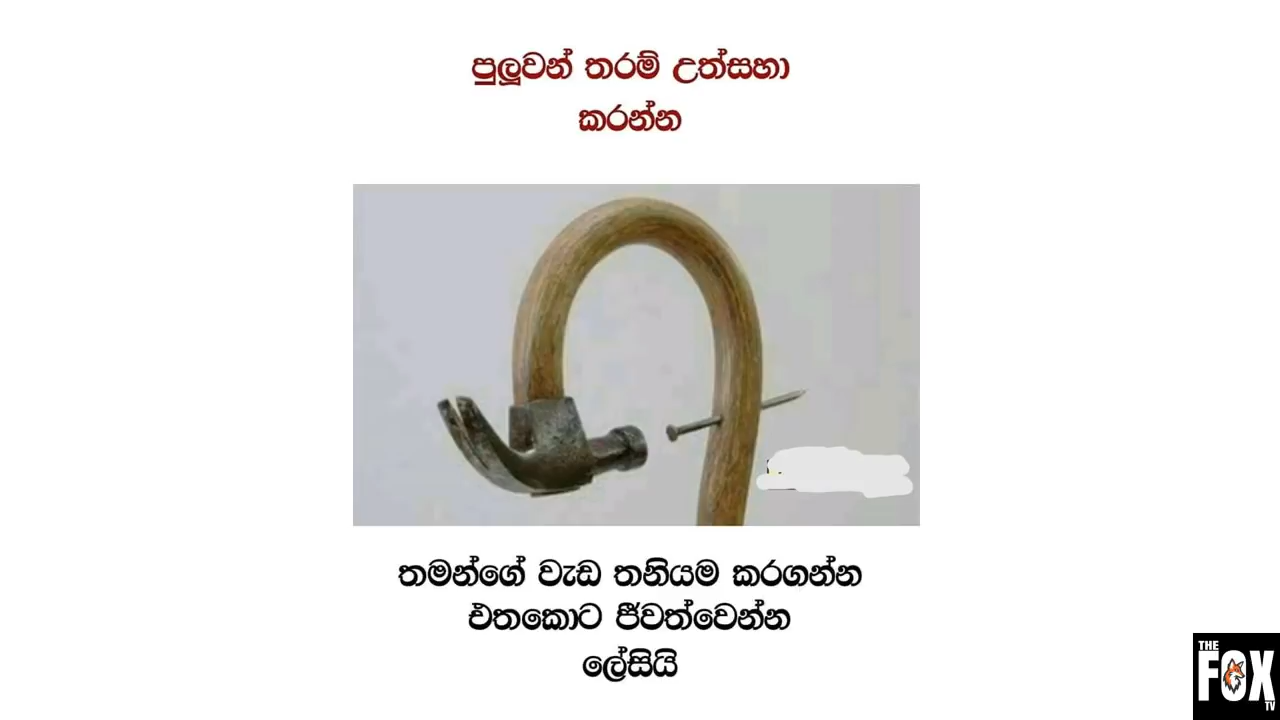 පුලුවන් තරම් උත්සහා
කරන්න
තමන්ගේ වැඩ තනියම කරගන්න
එතකොට ජීවත්වෙන්න
ලේසියි
THE
FOX
TV